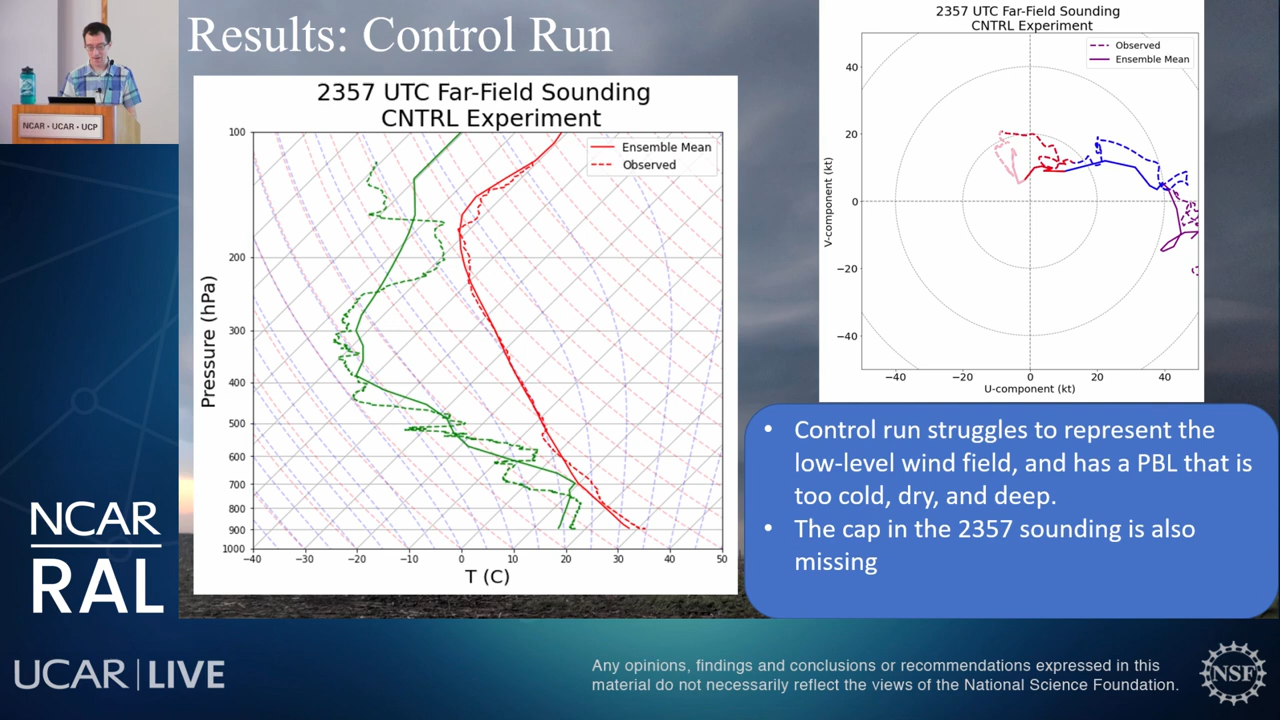 Results: Control Run
NCAR • UCAR • UCP
2357 UTC Far-Field Sounding
CNTRL Experiment
Ensemble Mean
Observed
Pressure (hPa)
100
200
300
400
500
600
700
800
900
1000
−40
−30
−20
−10
0
10
20
30
40
50
T (C)
2357 UTC Far-Field Sounding
CNTRL Experiment
Observed
Ensemble Mean
V-component (kt)
40
20
0
−20
−40
−40
−20
0
20
40
U-component (kt)
• Control run struggles to represent the
low-level wind field, and has a PBL that is
too cold, dry, and deep.
• The cap in the 2357 sounding is also
missing
NCAR
RAL
UCAR | LIVE
Any opinions, findings and conclusions or recommendations expressed in this
material do not necessarily reflect the views of the National Science Foundation.
NSF